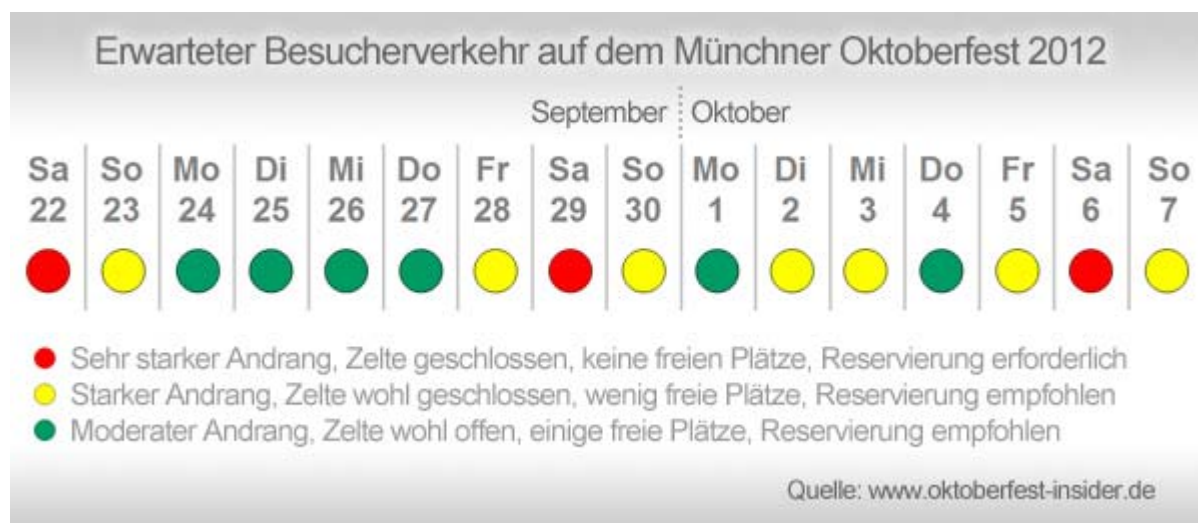 Erwarteter Besucherverkehr auf dem Münchner Oktoberfest 2012
September Oktober
Sa So Mo Di Mi Do Fr Sa So Mo Di Mi Do Fr Sa So
22 23 24 25 26 27 28 29 30 1 2 3 4 5 6 7
Sehr starker Andrang, Zelte geschlossen, keine freien Plätze, Reservierung erforderlich
Starker Andrang, Zelte wohl geschlossen, wenig freie Plätze, Reservierung empfohlen
Moderater Andrang, Zelte wohl offen, einige freie Plätze, Reservierung empfohlen
Quelle: www.oktoberfest-insider.de